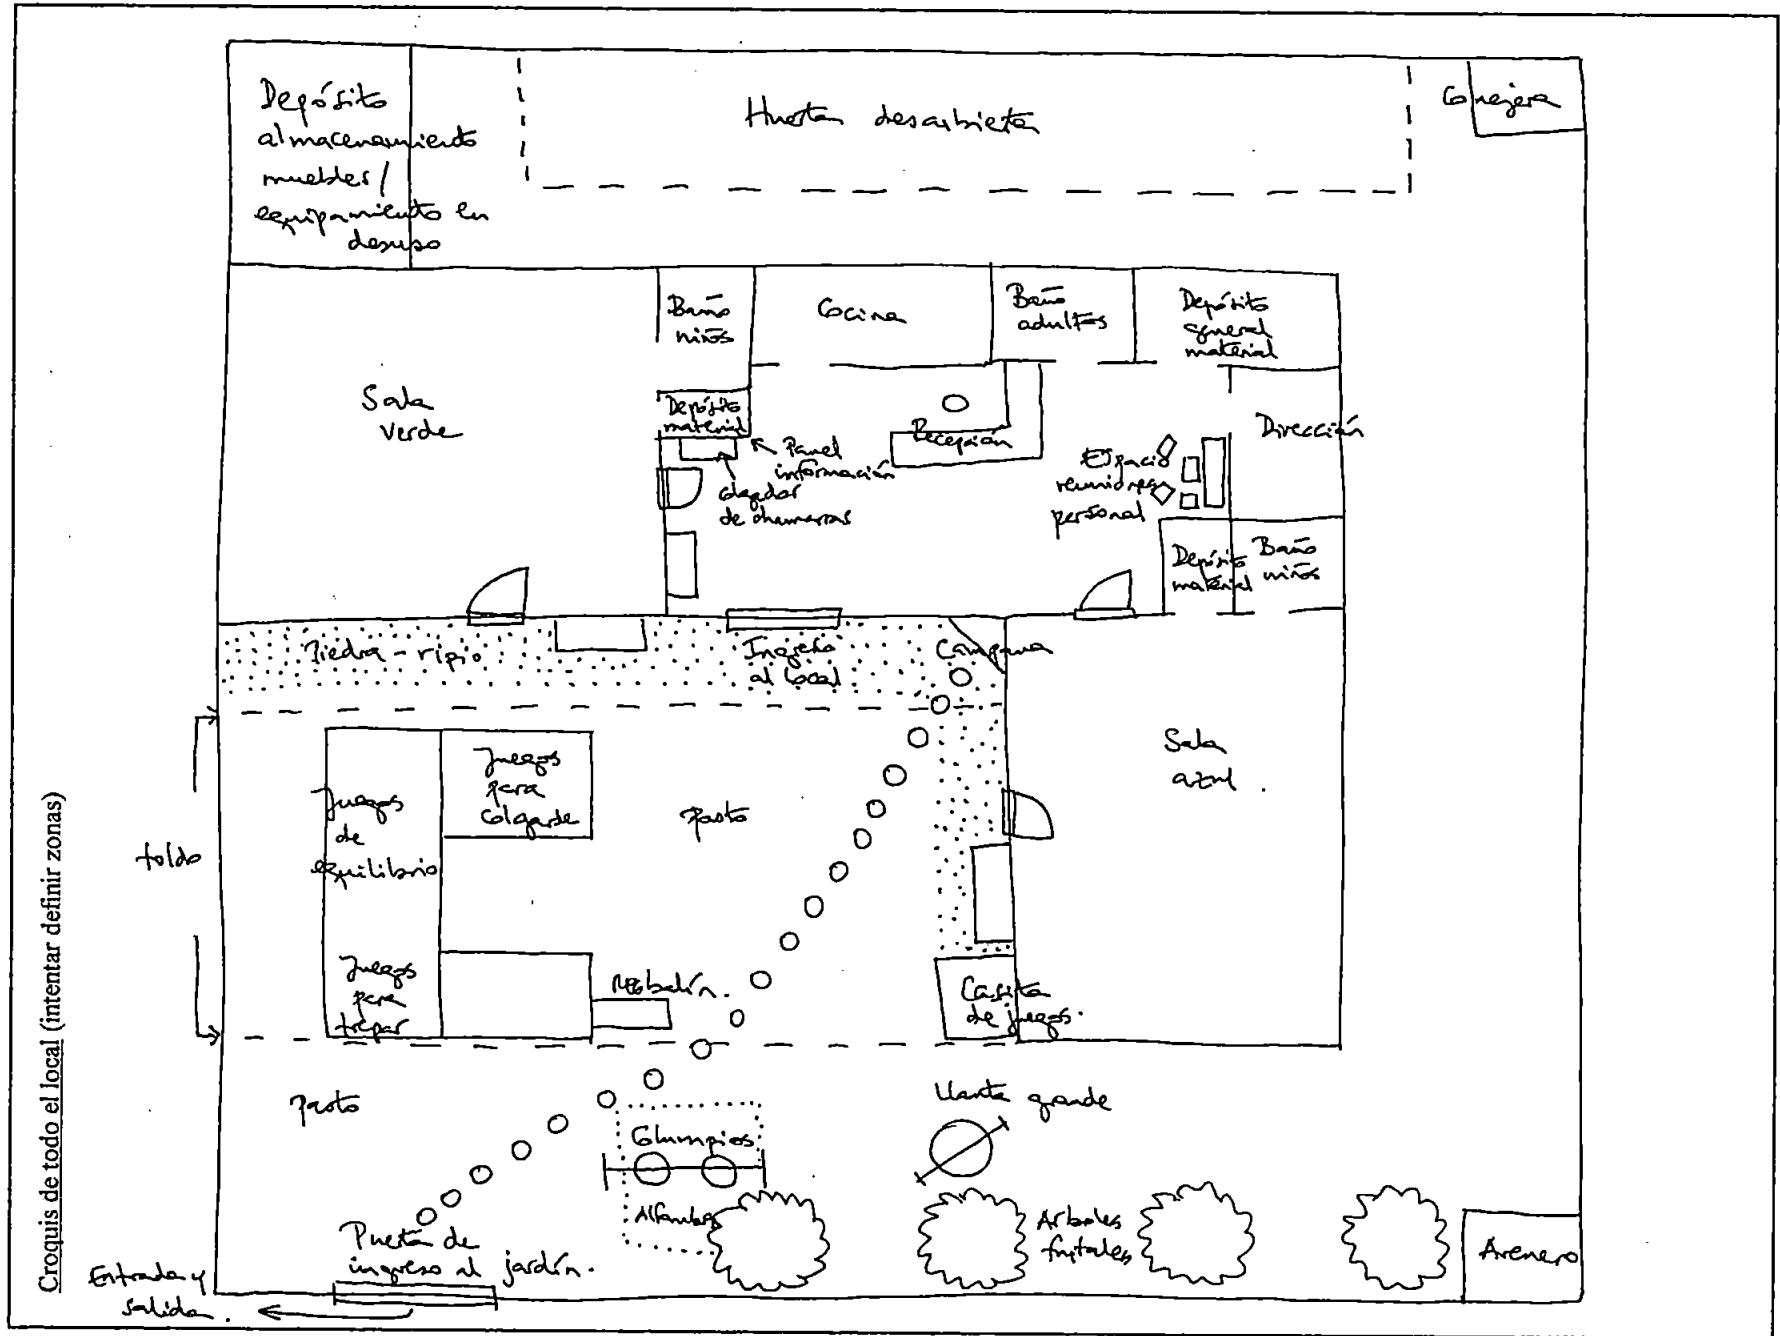 Croquis de todo el local (intentar definir zonas)
Depósito
almacenamiento
muebles/
equipamiento en
desuso
Huerta
Conejera
Baño
niños
Cocina
Baño
adultos
Depósito
general
material
Sala
verde
Depósito
material
Panel
información
Colgador
de chamarras
Recepción
Espacio
reuniones
personal
Dirección
Depósito
material
Baño
niños
Piedra - ripio
Ingreso
al local
Campana
Juegos
de
equilibrio
Juegos
para
colgarse
pasto
Sala
azul
toldo
Juegos
para
trepar
Resbalín.
Casita
de juegos.
pasto
Columpios
Alfombra
Llanta grande
Arboles
frutales
Arenero
Puerta de
ingreso al jardín.
Entrada y
salida.